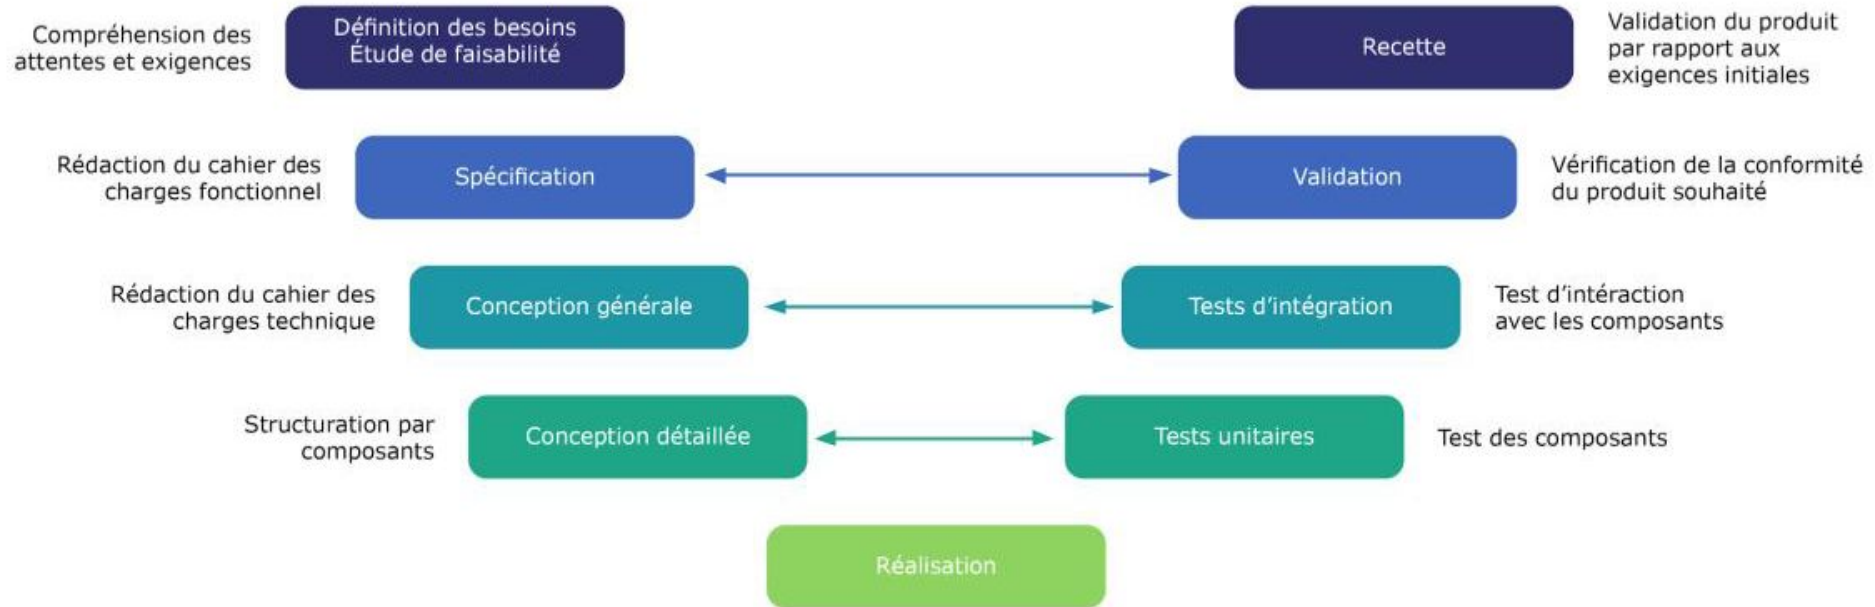 Compréhension des
attentes et exigences
Définition des besoins
Étude de faisabilité
Recette
Validation du produit
par rapport aux
exigences initiales
Rédaction du cahier des
charges fonctionnel
Spécification
Validation
Vérification de la conformité
du produit souhaité
Rédaction du cahier des
charges technique
Conception générale
Tests d’intégration
Test d’intéraction
avec les composants
Structuration par
composants
Conception détaillée
Tests unitaires
Test des composants
Réalisation